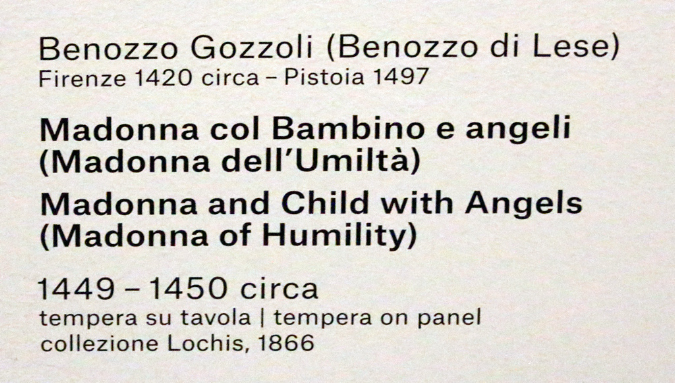 Benozzo Gozzoli (Benozzo di Lese)
Firenze 1420 circa – Pistoia 1497
Madonna col Bambino e angeli
(Madonna dell’Umiltà)
Madonna and Child with Angels
(Madonna of Humility)
1449 – 1450 circa
tempera su tavola | tempera on panel
collezione Lochis, 1866